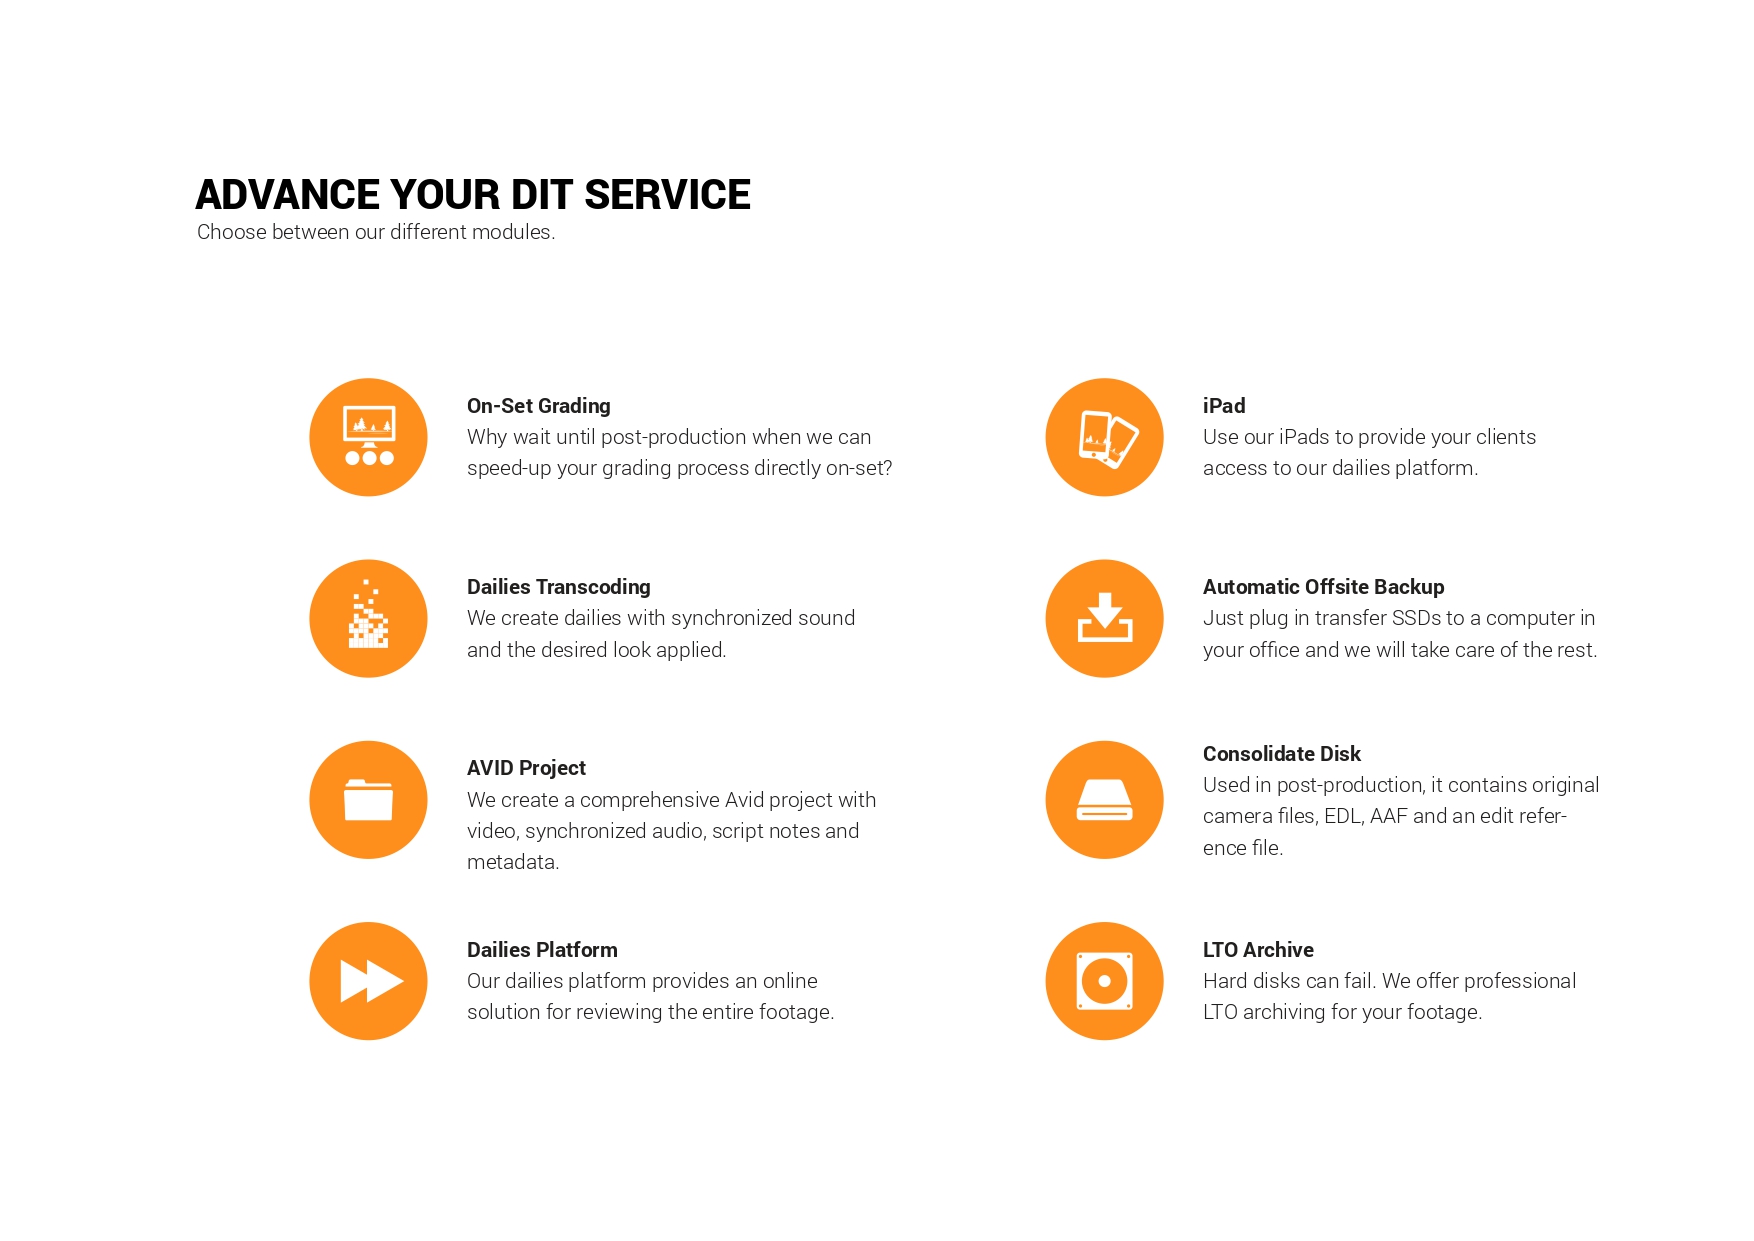 ADVANCE YOUR DIT SERVICE
Choose between our different modules.
On-Set Grading
Why wait until post-production when we can
speed-up your grading process directly on-set?
Dailies Transcoding
We create dailies with synchronized sound
and the desired look applied.
AVID Project
We create a comprehensive Avid project with
video, synchronized audio, script notes and
metadata.
Dailies Platform
Our dailies platform provides an online
solution for reviewing the entire footage.
iPad
Use our iPads to provide your clients
access to our dailies platform.
Automatic Offsite Backup
Just plug in transfer SSDs to a computer in
your office and we will take care of the rest.
Consolidate Disk
Used in post-production, it contains original
camera files, EDL, AAF and an edit refer-
ence file.
LTO Archive
Hard disks can fail. We offer professional
LTO archiving for your footage.